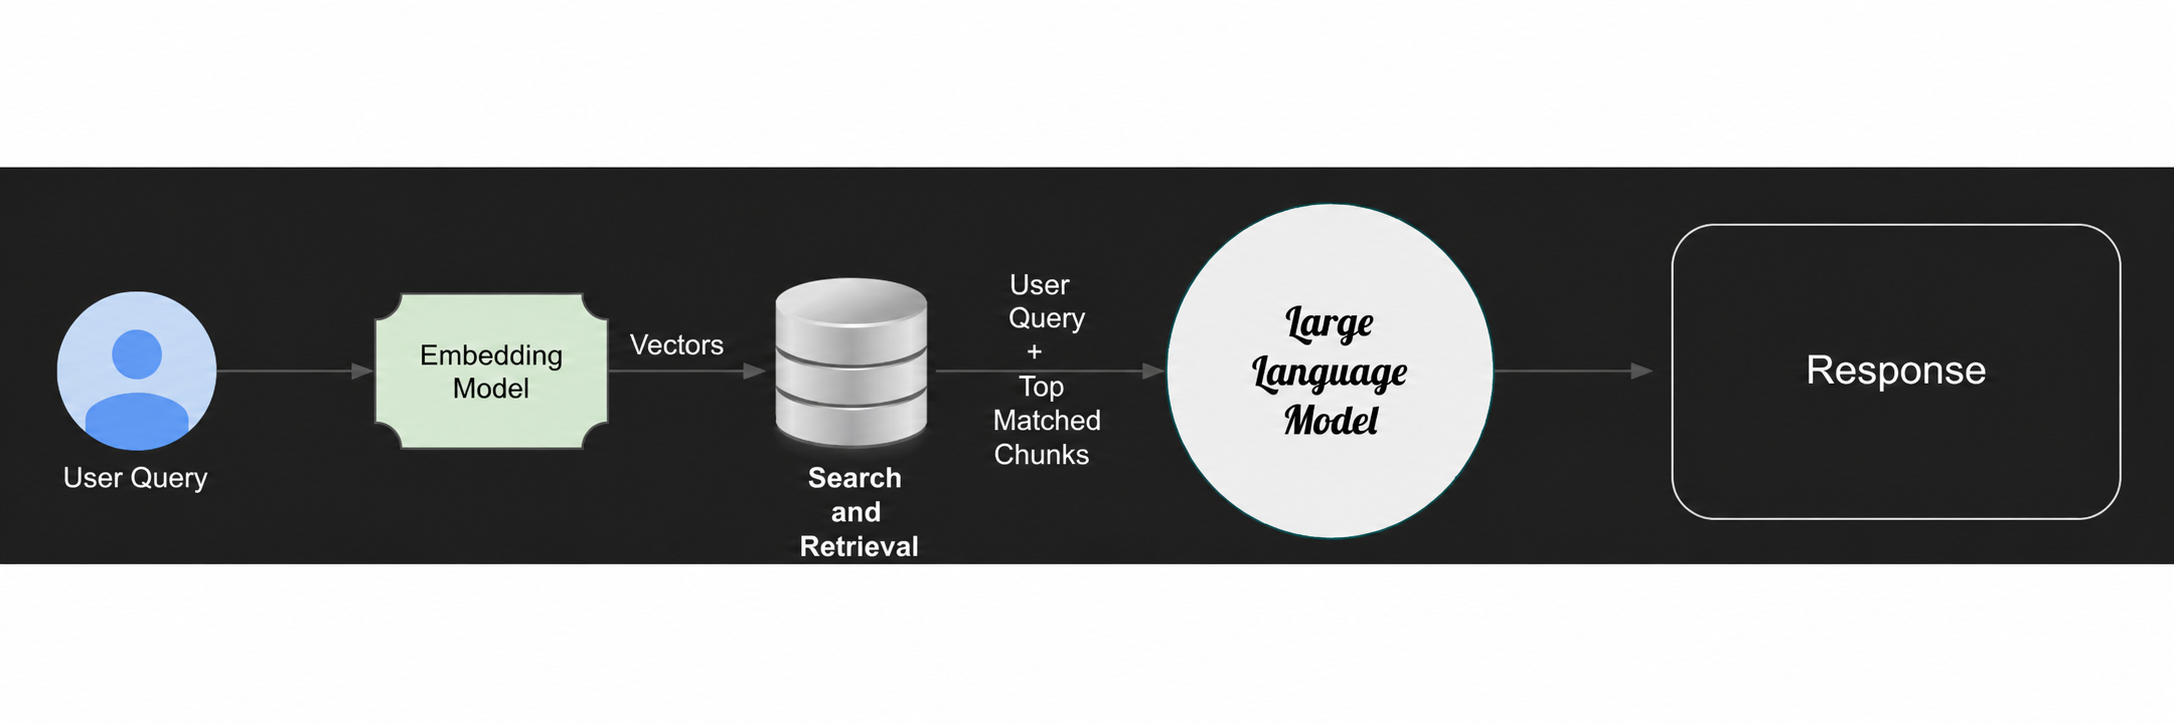 User Query
Embedding
Model
Vectors
Search
and
Retrieval
User
Query
+
Top
Matched
Chunks
Large
Language
Model
Response